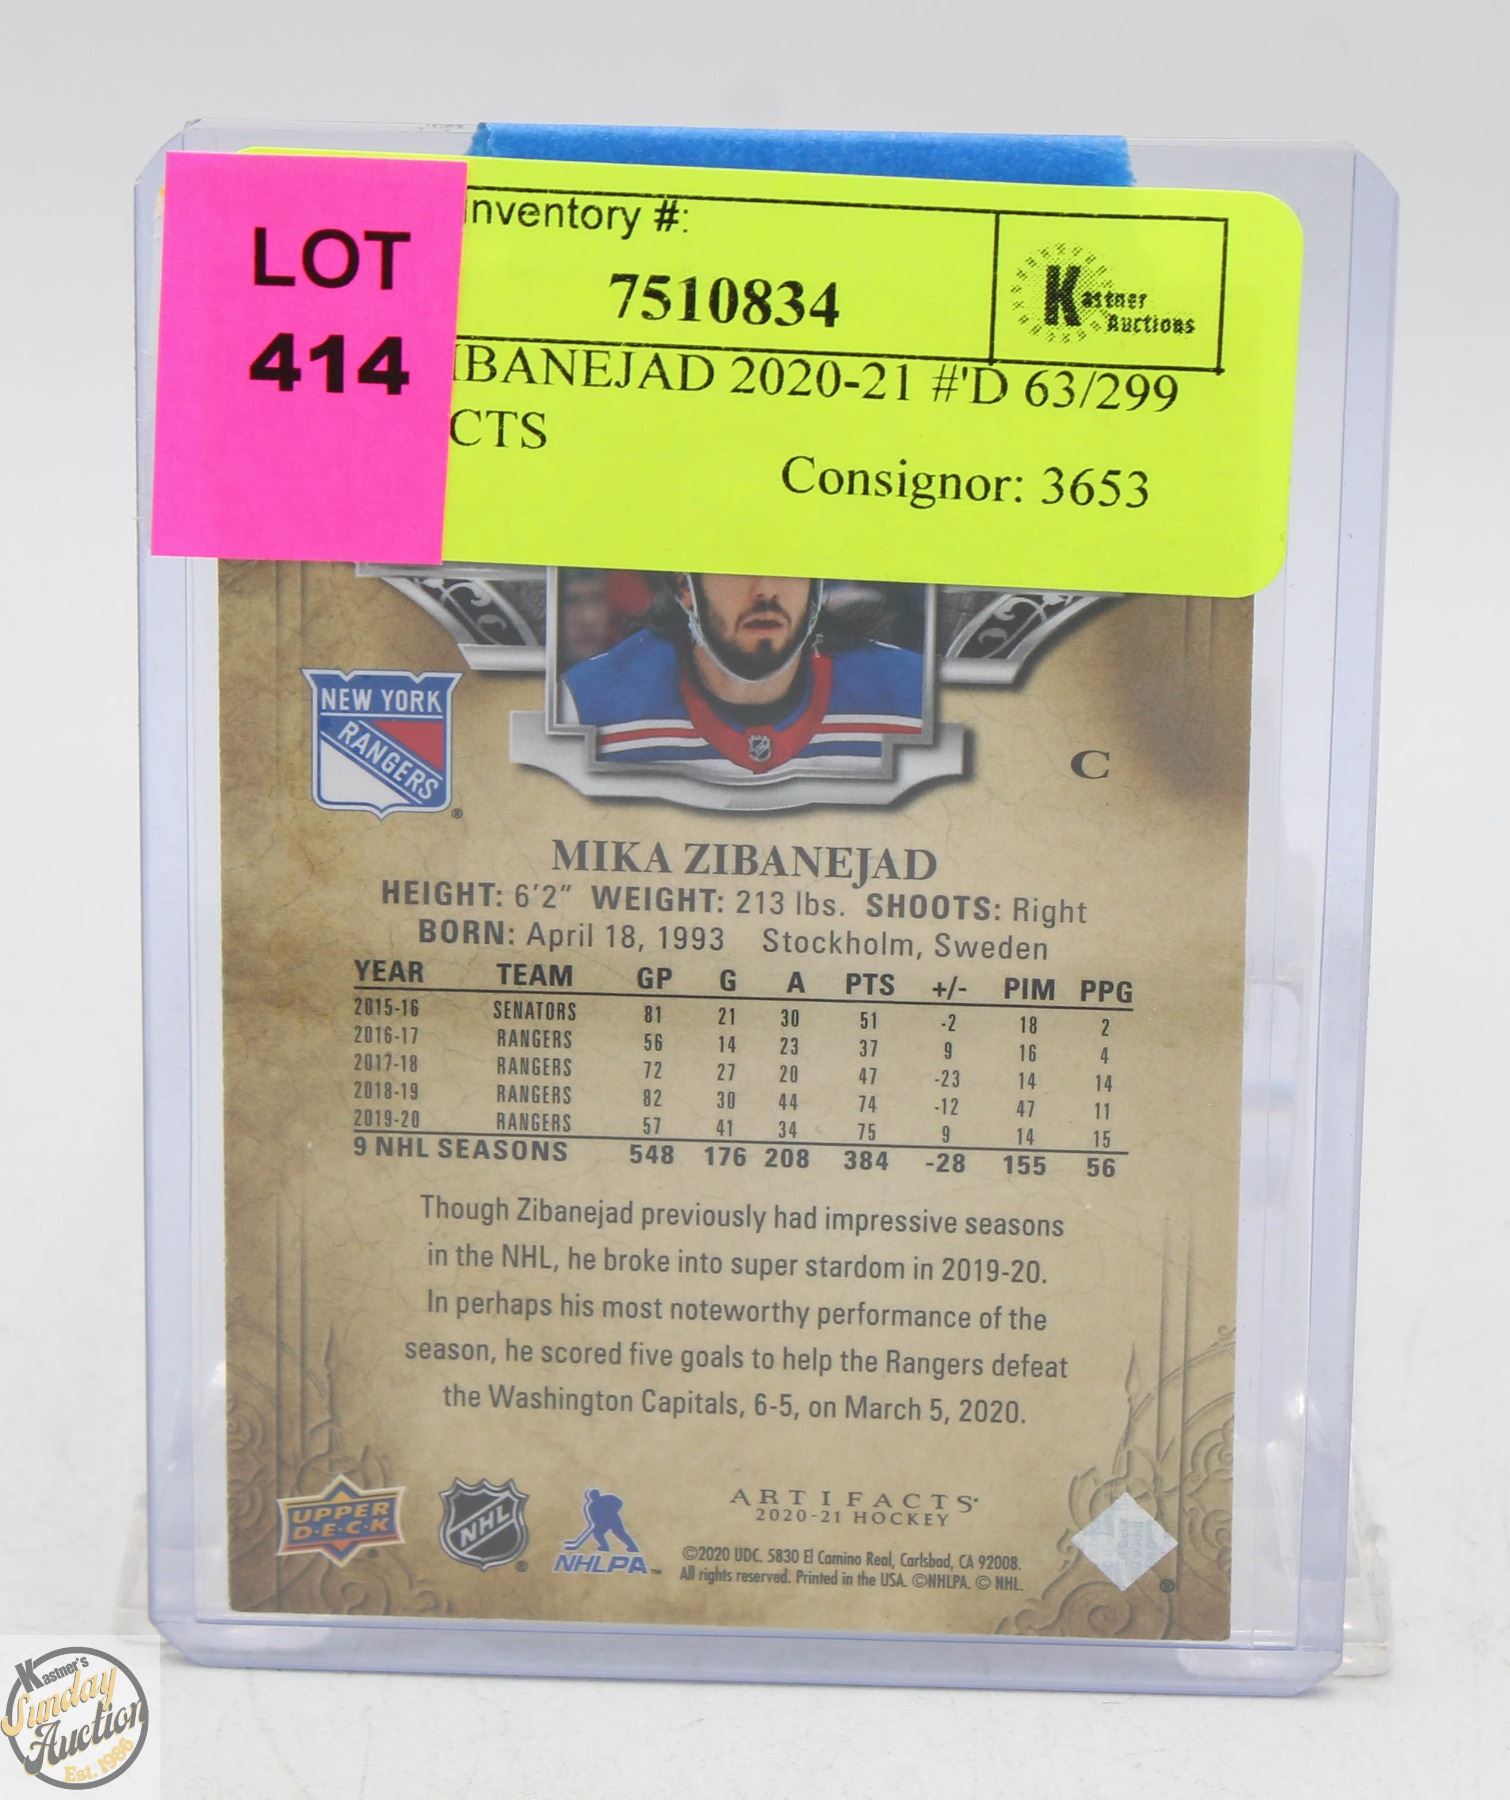 LOT
414
Inventory #:
7510834
Kastner
Auctions
IBANEJAD 2020-21 #'D 63/299
CTS
Consignor: 3653
NEW YORK
RANGERS
®
C
MIKA ZIBANEJAD
HEIGHT: 6'2" WEIGHT: 213 lbs. SHOOTS: Right
BORN: April 18, 1993 Stockholm, Sweden
YEAR TEAM GP G A PTS +/- PIM PPG
2015-16 SENATORS 81 21 30 51 -2 18 2
2016-17 RANGERS 56 14 23 37 9 16 4
2017-18 RANGERS 72 27 20 47 -23 14 14
2018-19 RANGERS 82 30 44 74 -12 47 11
2019-20 RANGERS 57 41 34 75 9 14 15
9 NHL SEASONS 548 176 208 384 -28 155 56
Though Zibanejad previously had impressive seasons
in the NHL, he broke into super stardom in 2019-20.
In perhaps his most noteworthy performance of the
season, he scored five goals to help the Rangers defeat
the Washington Capitals, 6-5, on March 5, 2020.
UPPER
D·E·C·K
NHL
®
NHLPA™
ARTIFACTS
2020-21 HOCKEY
©2020 UDC. 5830 El Camino Real, Carlsbad, CA 92008.
All rights reserved. Printed in the USA. ©NHLPA. © NHL.
®
Kastner's
Sunday
Auction
Est. 1986